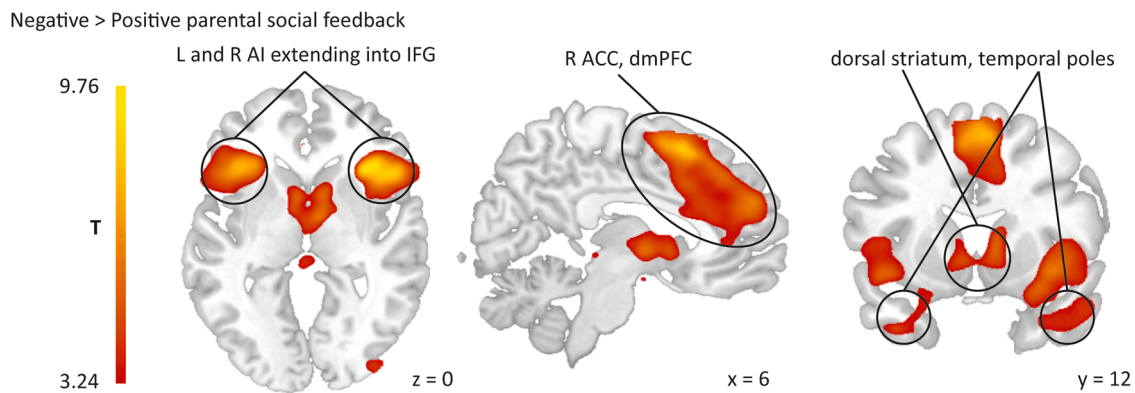 Negative > Positive parental social feedback
L and R AI extending into IFG
R ACC, dmPFC
dorsal striatum, temporal poles
9.76
T
3.24
z = 0
x = 6
y = 12